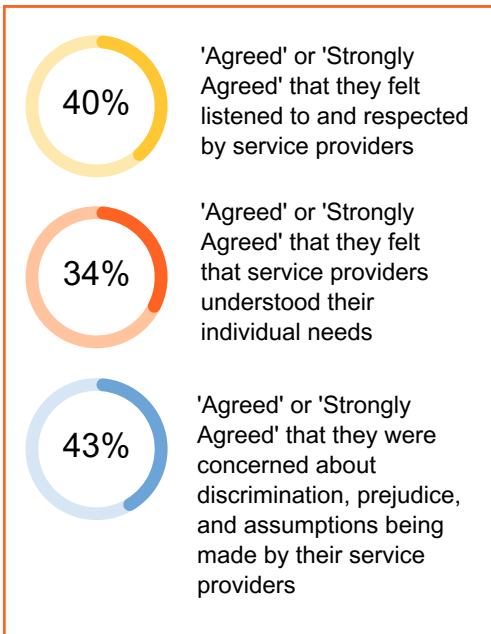 40%
'Agreed' or 'Strongly
Agreed' that they felt
listened to and respected
by service providers
34%
'Agreed' or 'Strongly
Agreed' that they felt
that service providers
understood their
individual needs
43%
'Agreed' or 'Strongly
Agreed' that they were
concerned about
discrimination, prejudice,
and assumptions being
made by their service
providers